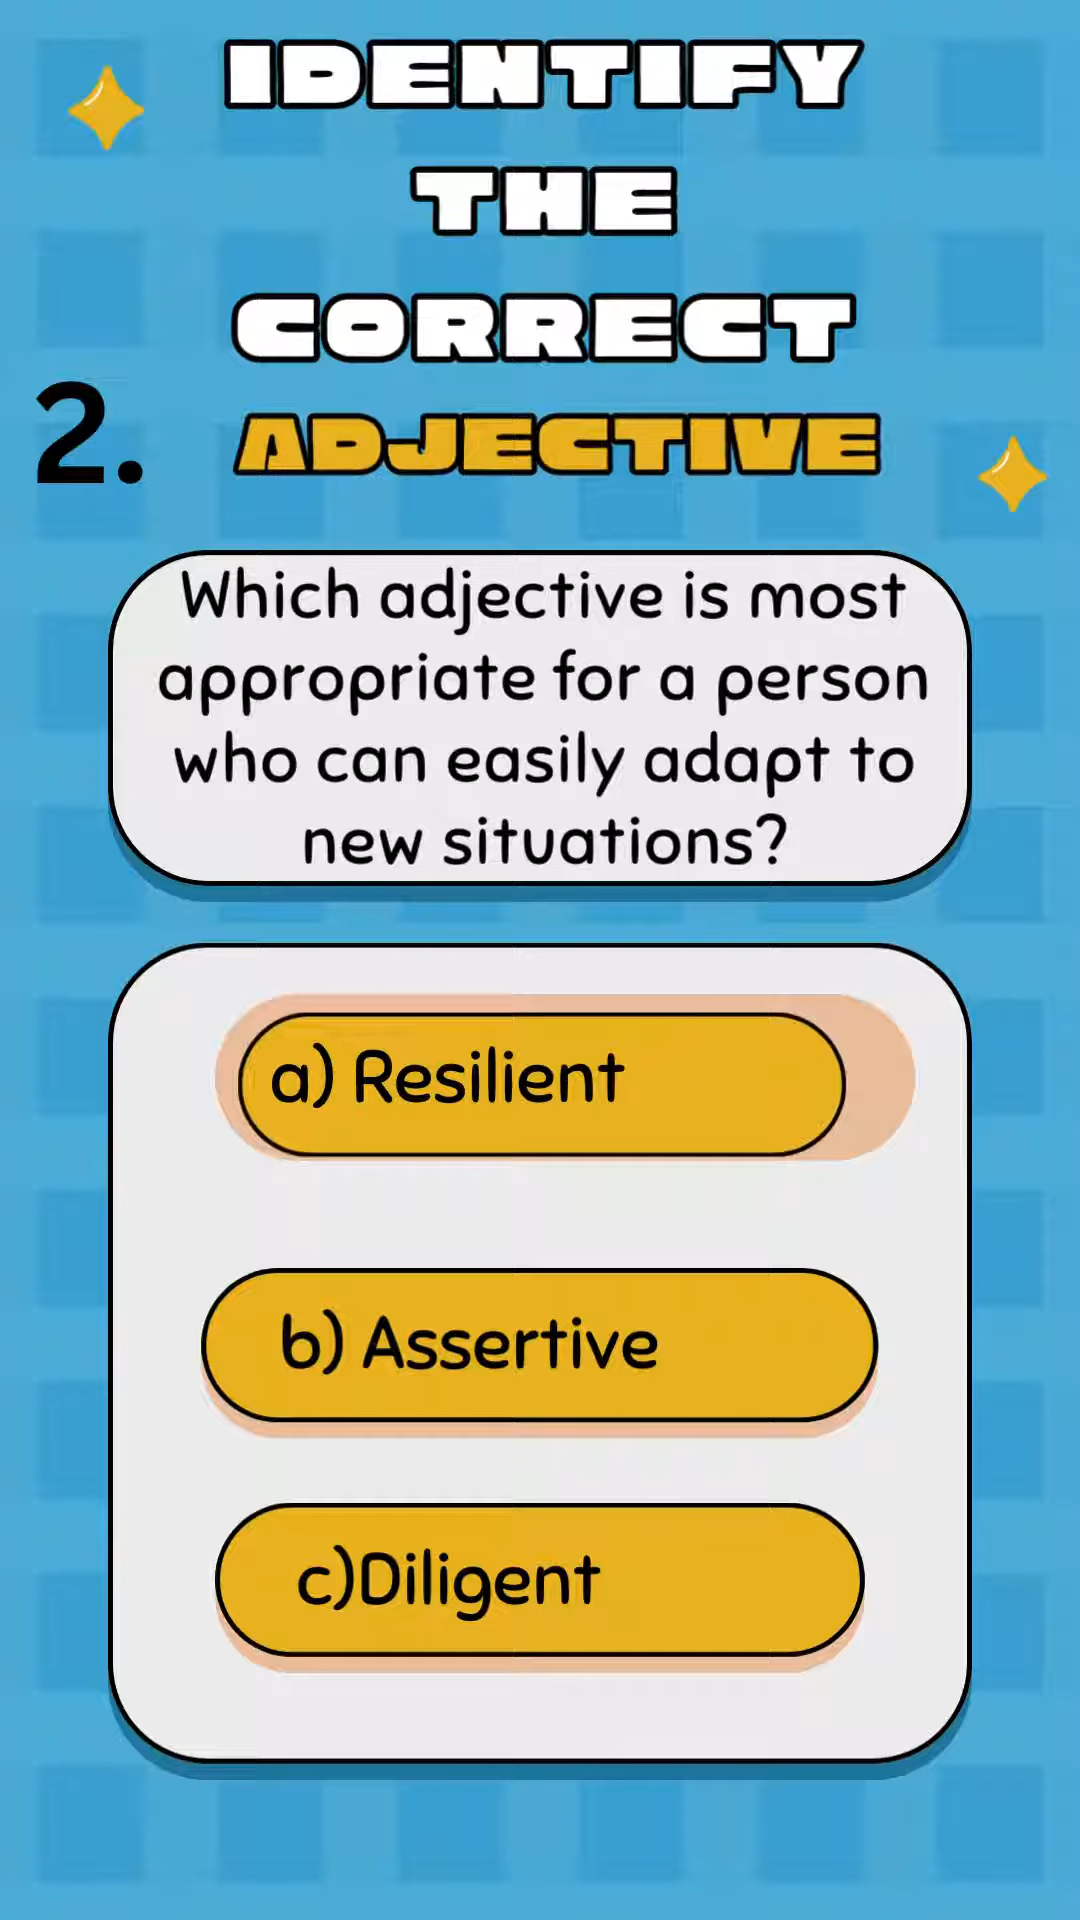 IDENTIFY
THE
CORRECT
2. ADJECTIVE
Which adjective is most
appropriate for a person
who can easily adapt to
new situations?
a) Resilient
b) Assertive
c)Diligent